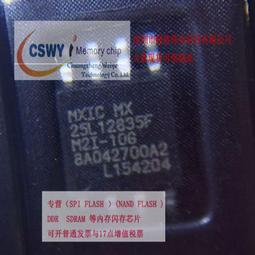 CSWY i Memory chip
MXIC MX
25L12835F
M2I-10G
8A042700A2
L154204
专营（SPI FLASH ）(NAND FLASH )
DDR SDRAM 等内存闪存芯片
可开普通发票与17点增值税票